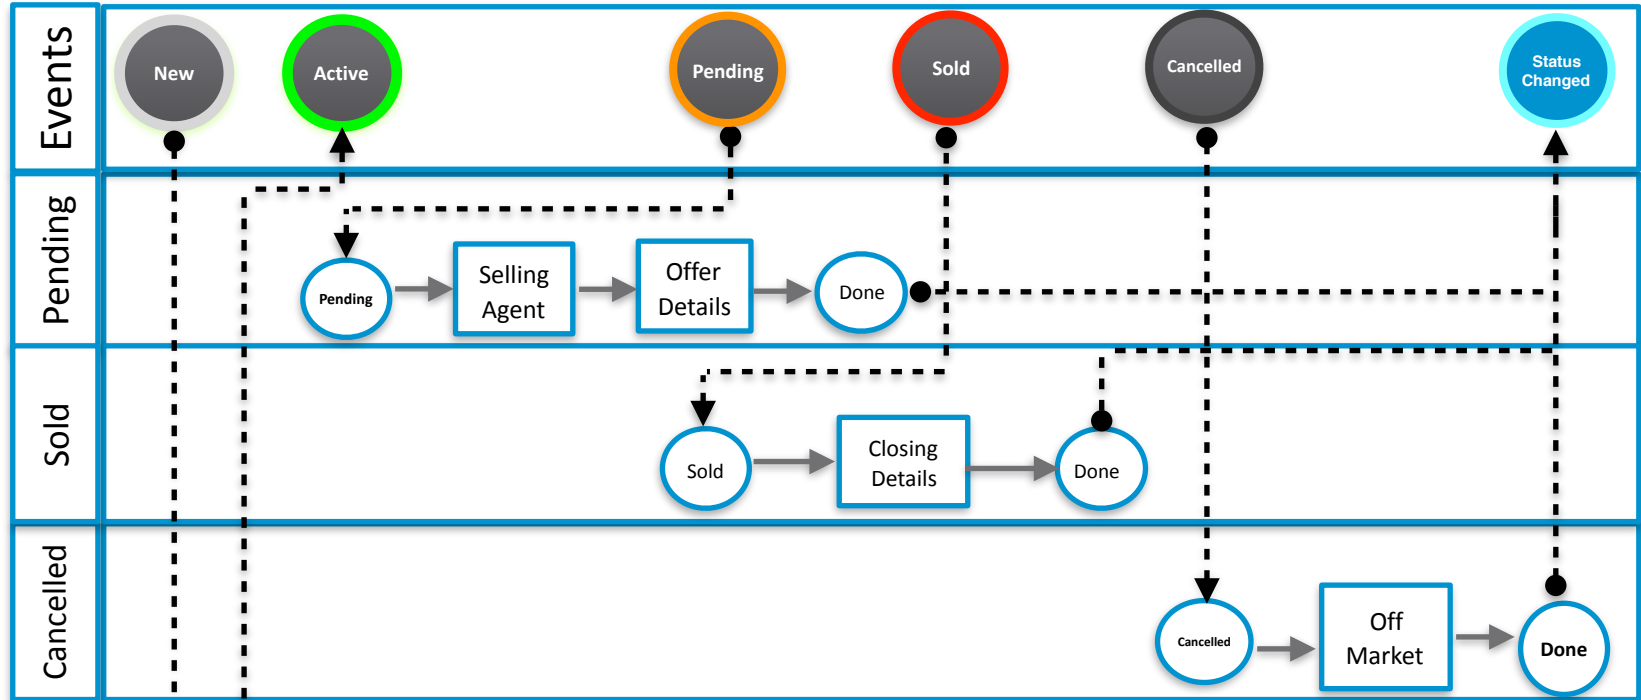 Events
New
Active
Pending
Sold
Cancelled
Status
Changed
Pending
Pending
Selling
Agent
Offer
Details
Done
Sold
Sold
Closing
Details
Done
Cancelled
Cancelled
Off
Market
Done